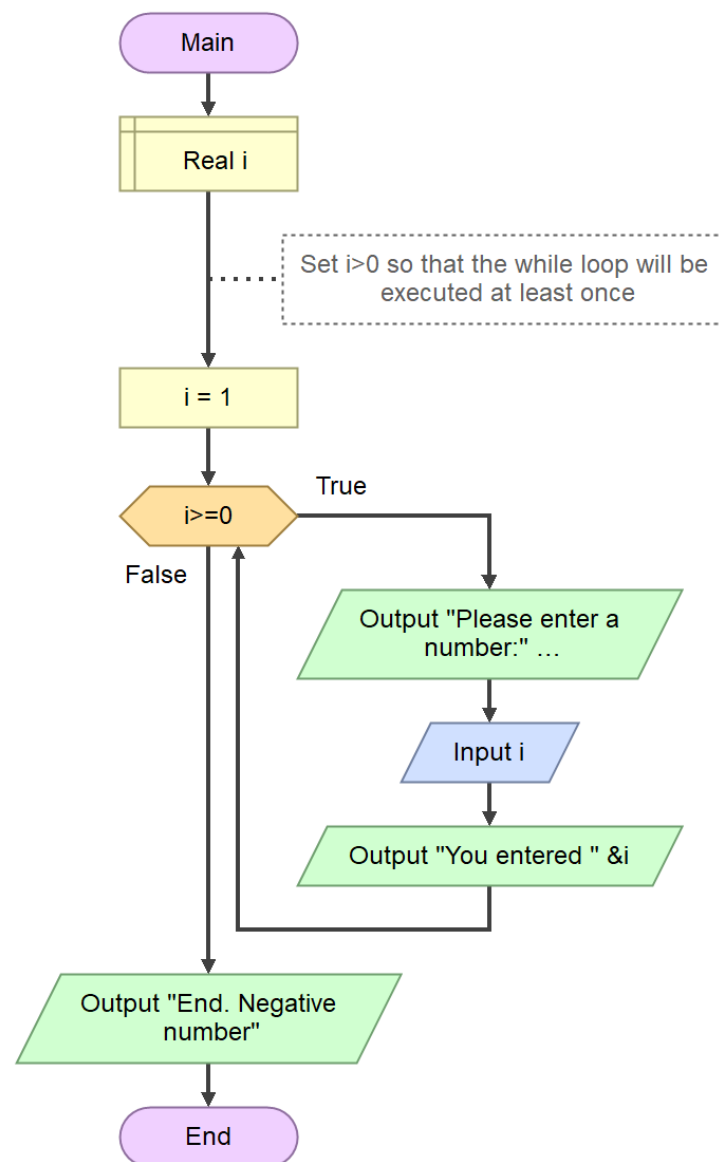 Main
Real i
Set i>0 so that the while loop will be
executed at least once
i = 1
i>=0
True
False
Output "Please enter a
number:" …
Input i
Output "You entered " &i
Output "End. Negative
number"
End